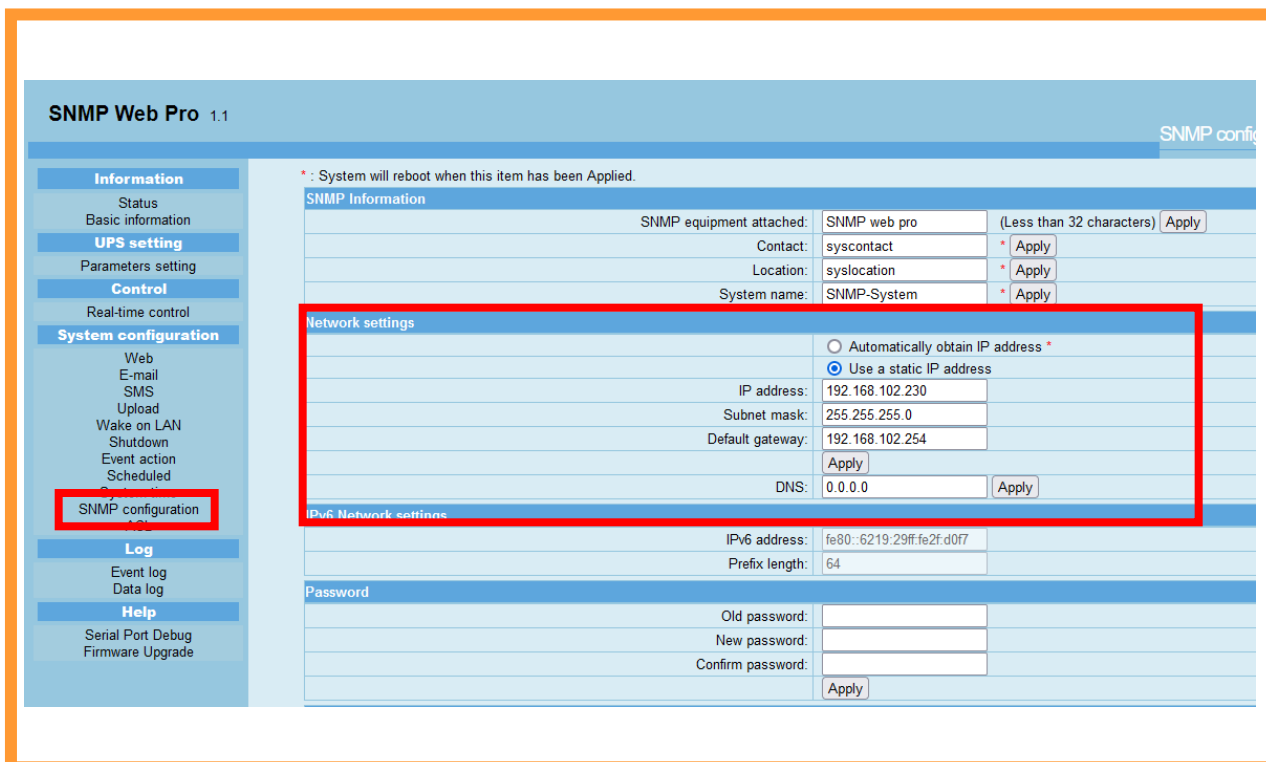 SNMP Web Pro 1.1
SNMP
Information
Status
Basic information
UPS setting
Parameters setting
Control
Real-time control
System configuration
Web
E-mail
SMS
Upload
Wake on LAN
Shutdown
Event action
Scheduled
SNMP configuration
Log
Event log
Data log
Help
Serial Port Debug
Firmware Upgrade
* : System will reboot when this item has been Applied.
SNMP Information
SNMP equipment attached: SNMP web pro (Less than 32 characters) Apply
Contact: syscontact * Apply
Location: syslocation * Apply
System name: SNMP-System * Apply
Network settings
Automatically obtain IP address *
Use a static IP address
IP address: 192.168.102.230
Subnet mask: 255.255.255.0
Default gateway: 192.168.102.254
Apply
DNS: 0.0.0.0 Apply
IPv6 Network settings
IPv6 address: fe80::6219:29ff:fe2f:d0f7
Prefix length: 64
Password
Old password:
New password:
Confirm password:
Apply